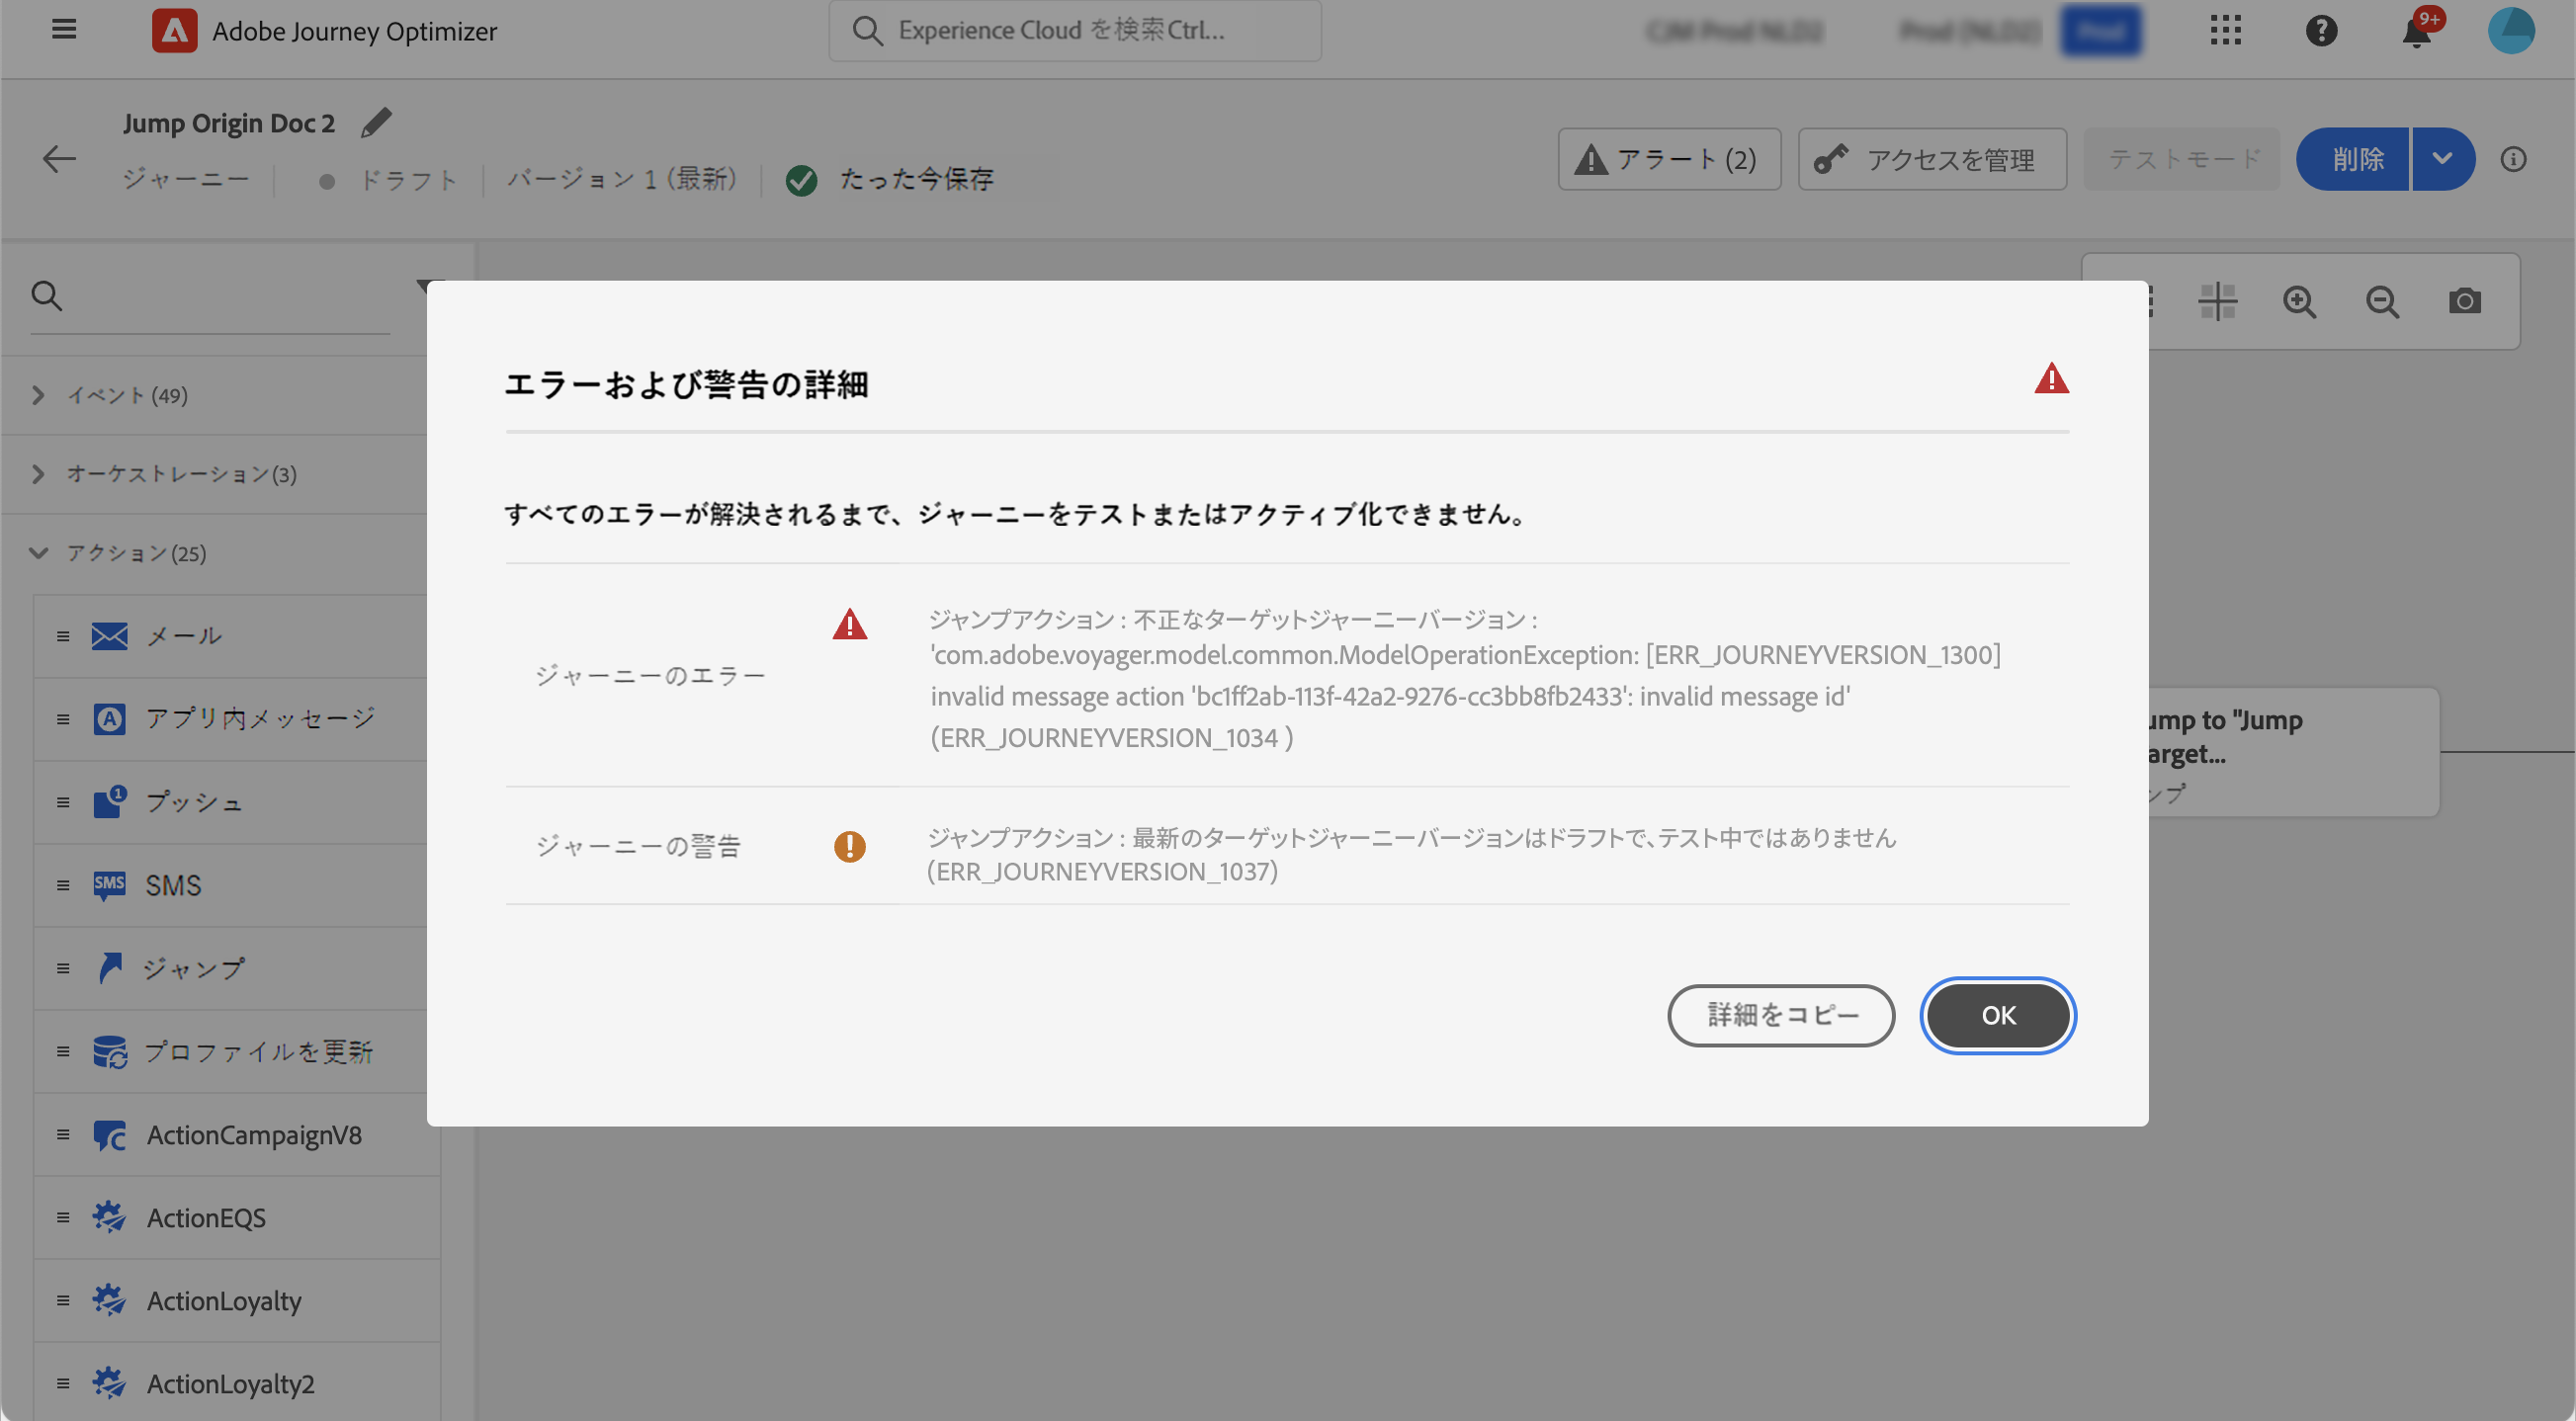 Adobe Journey Optimizer
Experience Cloud を検索Ctrl...
9+
Jump Origin Doc 2
ジャーニー
ドラフト
バージョン 1 (最新)
たった今保存
アラート (2)
アクセスを管理
テストモード
削除
イベント (49)
オーケストレーション(3)
アクション(25)
メール
アプリ内メッセージ
プッシュ
SMS
SMS
ジャンプ
プロファイルを更新
ActionCampaignV8
ActionEQS
ActionLoyalty
ActionLoyalty2
エラーおよび警告の詳細
すべてのエラーが解決されるまで、ジャーニーをテストまたはアクティブ化できません。
ジャーニーのエラー
ジャンプアクション : 不正なターゲットジャーニーバージョン :
'com.adobe.voyager.model.common.ModelOperationException: [ERR_JOURNEYVERSION_1300]
invalid message action 'bc1ff2ab-113f-42a2-9276-cc3bb8fb2433': invalid message id'
(ERR_JOURNEYVERSION_1034 )
ジャーニーの警告
ジャンプアクション : 最新のターゲットジャーニーバージョンはドラフトで、テスト中ではありません
(ERR_JOURNEYVERSION_1037)
詳細をコピー
OK
ump to "Jump
arget...
ンプ